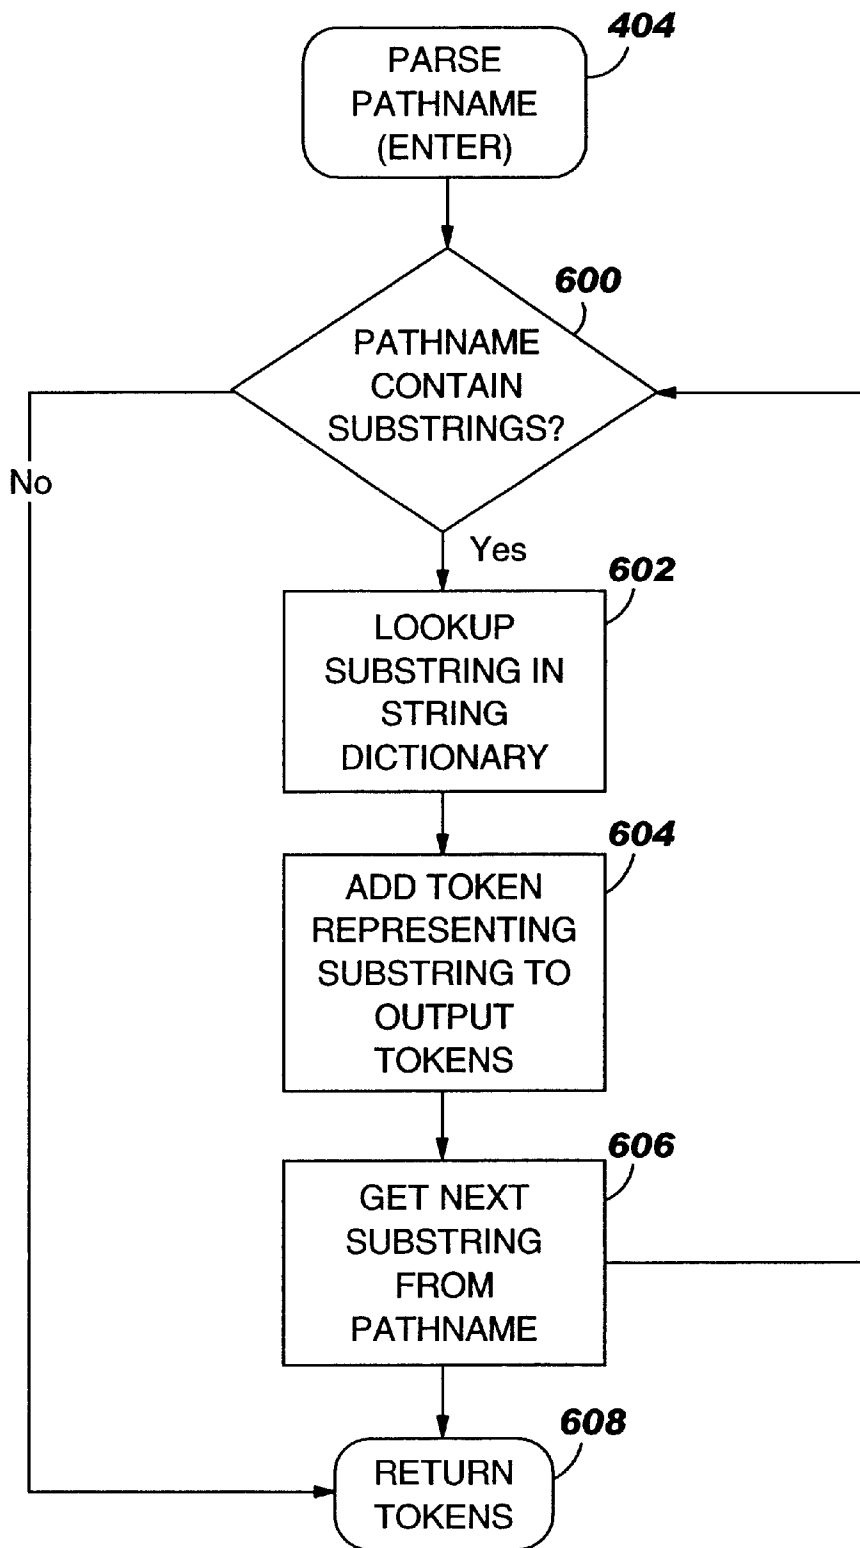 404
PARSE
PATHNAME
(ENTER)
600
PATHNAME
CONTAIN
SUBSTRINGS?
No
Yes
602
LOOKUP
SUBSTRING IN
STRING
DICTIONARY
604
ADD TOKEN
REPRESENTING
SUBSTRING TO
OUTPUT
TOKENS
606
GET NEXT
SUBSTRING
FROM
PATHNAME
608
RETURN
TOKENS